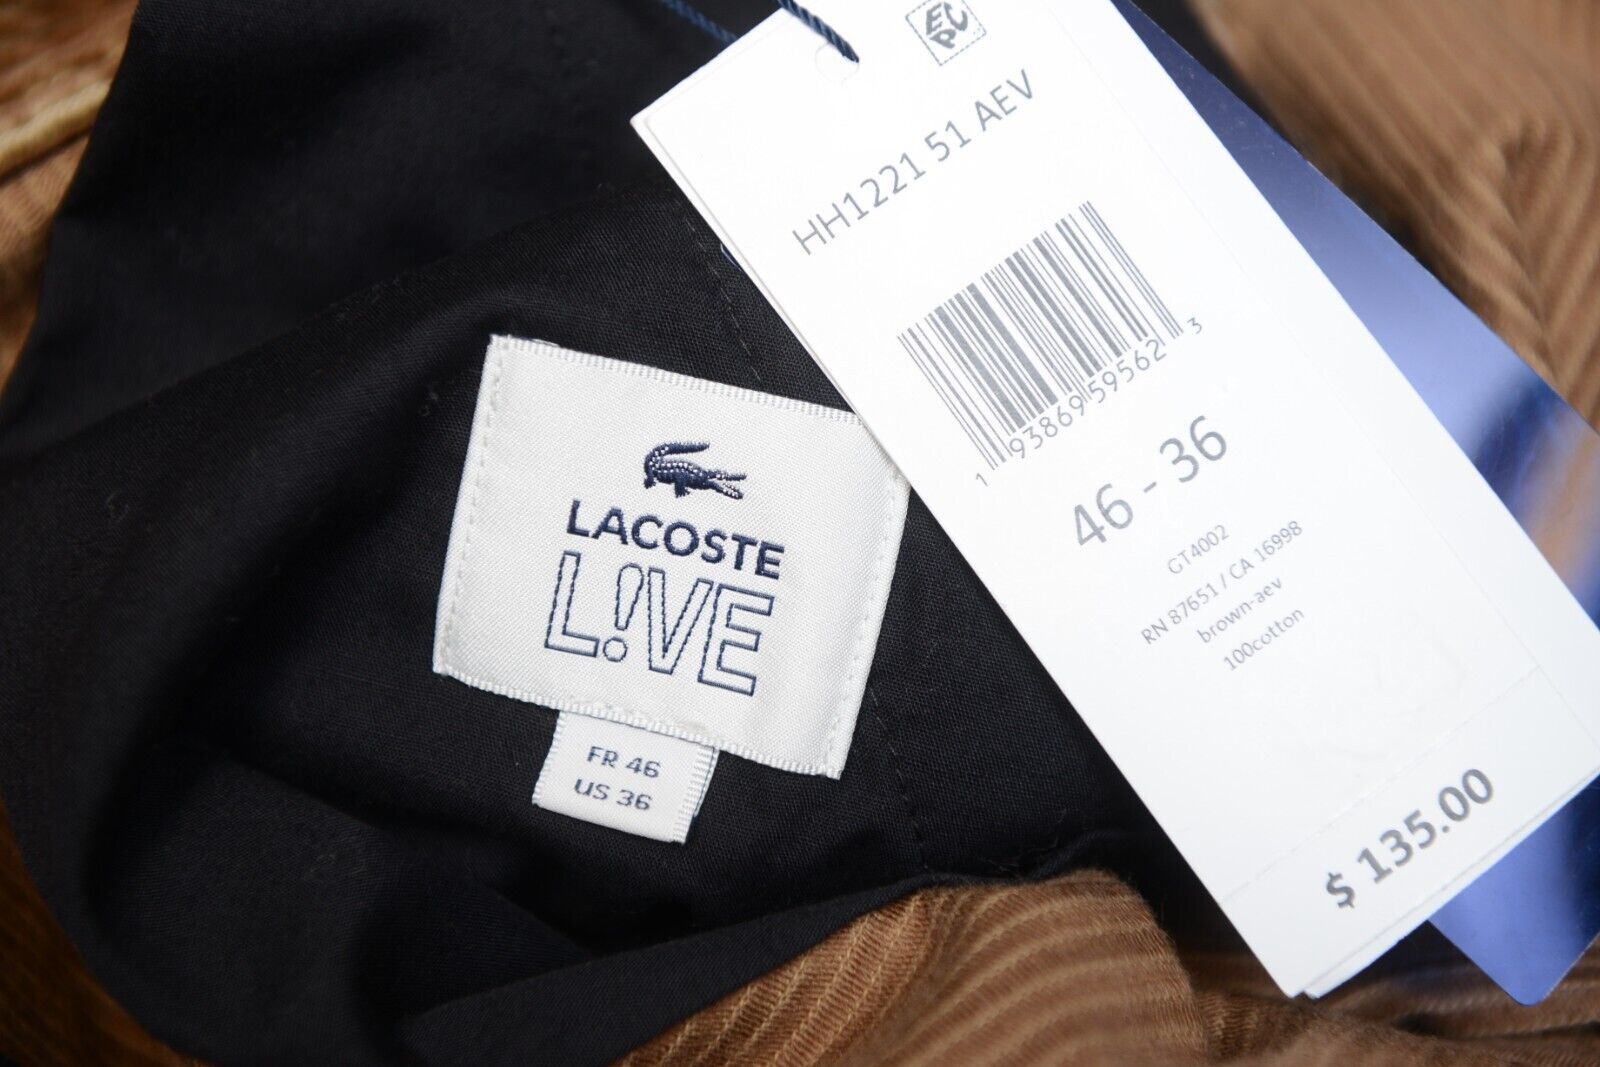 LACOSTE
L!VE
FR 46
US 36
EPC
HH1221 51 AEV
1 93869 59562 3
46 - 36
GT4002
RN 87651 / CA 16998
brown-aev
100cotton
$ 135.00